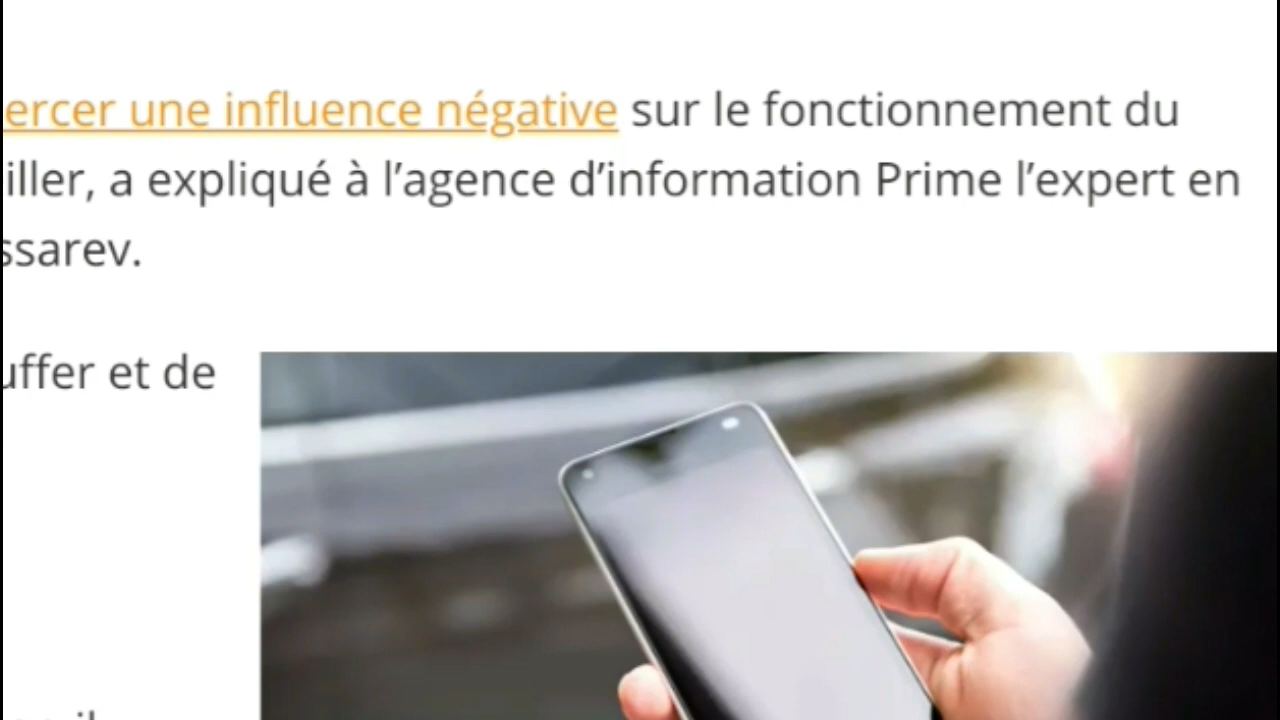 ercer une influence négative sur le fonctionnement du
iller, a expliqué à l’agence d’information Prime l’expert en
ssarev.
uffer et de